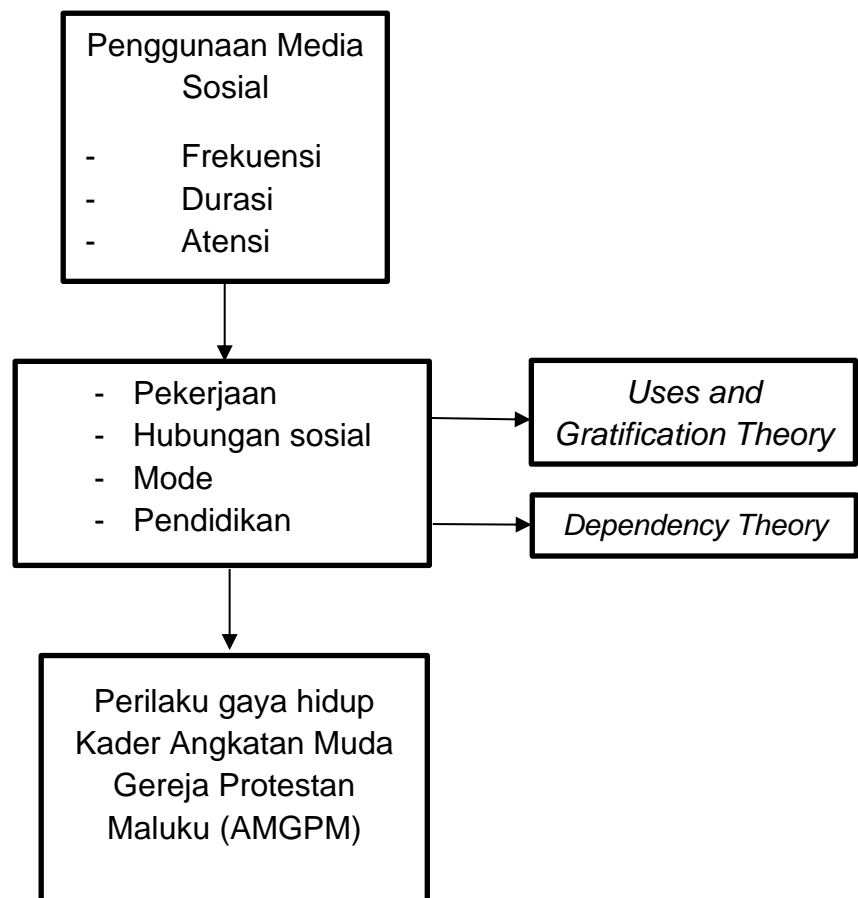 Penggunaan Media
Sosial
- Frekuensi
- Durasi
- Atensi
- Pekerjaan
- Hubungan sosial
- Mode
- Pendidikan
Uses and
Gratification Theory
Dependency Theory
Perilaku gaya hidup
Kader Angkatan Muda
Gereja Protestan
Maluku (AMGPM)